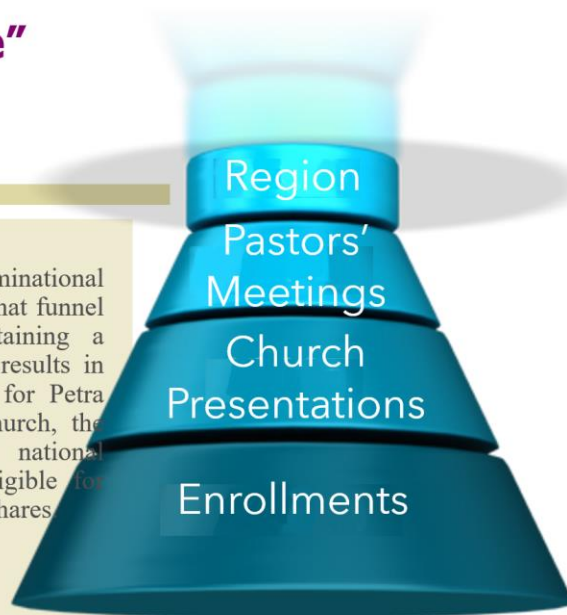 e”
minational
hat funnel
taining a
results in
for Petra
urch, the
national
igible for
hares
Region
Pastors’
Meetings
Church
Presentations
Enrollments